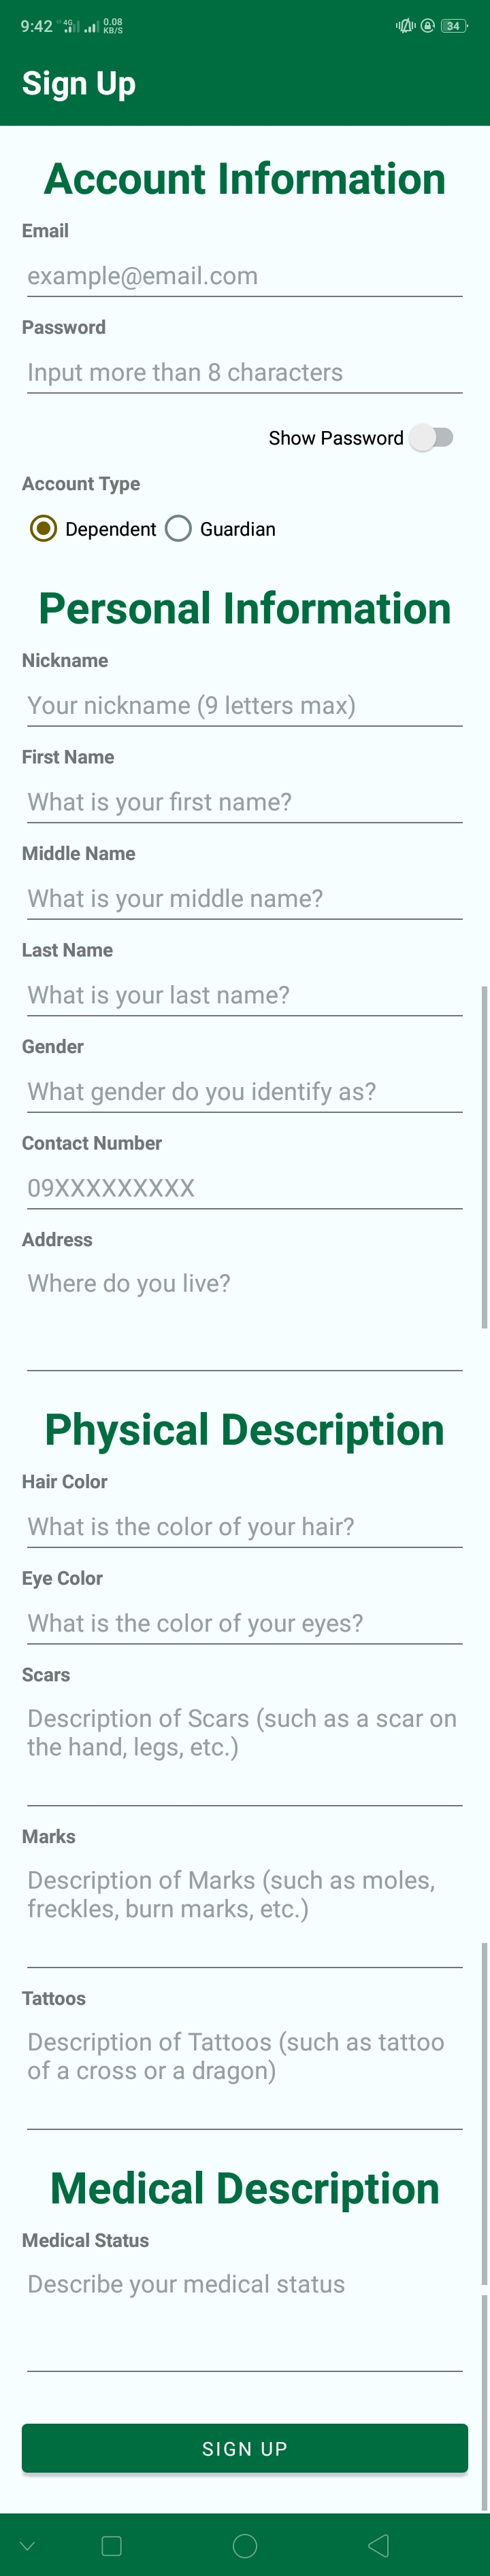 9:42 4G 0.08 KB/S 34
Sign Up
Account Information
Email
example@email.com
Password
Input more than 8 characters
Show Password
Account Type
Dependent Guardian
Personal Information
Nickname
Your nickname (9 letters max)
First Name
What is your first name?
Middle Name
What is your middle name?
Last Name
What is your last name?
Gender
What gender do you identify as?
Contact Number
09XXXXXXXXX
Address
Where do you live?
Physical Description
Hair Color
What is the color of your hair?
Eye Color
What is the color of your eyes?
Scars
Description of Scars (such as a scar on
the hand, legs, etc.)
Marks
Description of Marks (such as moles,
freckles, burn marks, etc.)
Tattoos
Description of Tattoos (such as tattoo
of a cross or a dragon)
Medical Description
Medical Status
Describe your medical status
SIGN UP